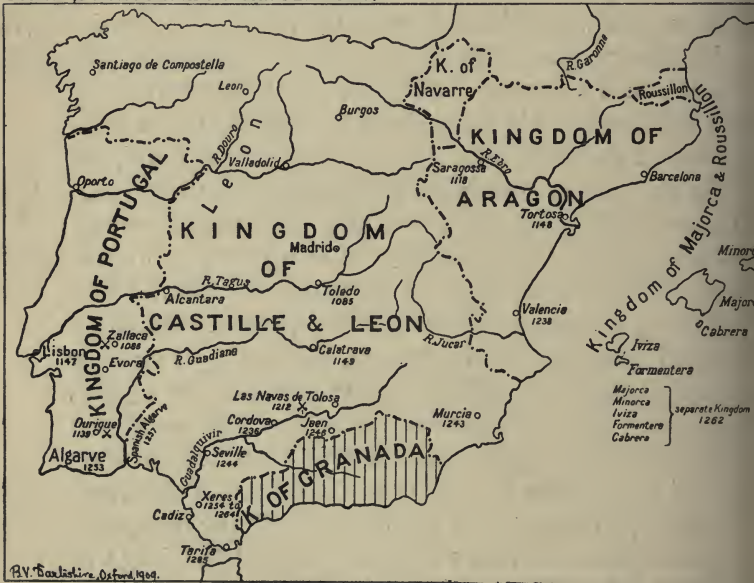 Santiago de Compostella
Leon
Burgos
K. of
Navarre
R. Garonne
Roussillon
KINGDOM OF
ARAGON
R. Ebro
Saragossa
1118
Barcelona
Tortosa
1148
Oporto
R. Douro
Leon
Valladolid
KINGDOM OF PORTUGAL
KINGDOM
OF
CASTILLE & LEON
Madrid
R. Tagus
Alcantara
Toledo
1085
Valencia
1238
R. Jucar
Kingdom of Majorca & Roussillon
Minor
Major
Cabrera
Iviza
Formentera
Lisbon
1147
Zallaca
1086
Evora
R. Guadiana
Calatrava
1149
Las Navas de Tolosa
1212
Cordova
1236
Jaen
Murcia
1243
Majorca
Minorca
Iviza
Formentera
Cabrera
separate Kingdom
1262
Ourique
1139
Algarve
1253
Spanish Algarve
1257
Guadalquivir
Seville
1244
K. OF GRANADA
Xeres
1254 to
1264
Cadiz
Tarifa
1285
B.V. Darbishire, Oxford, 1909.